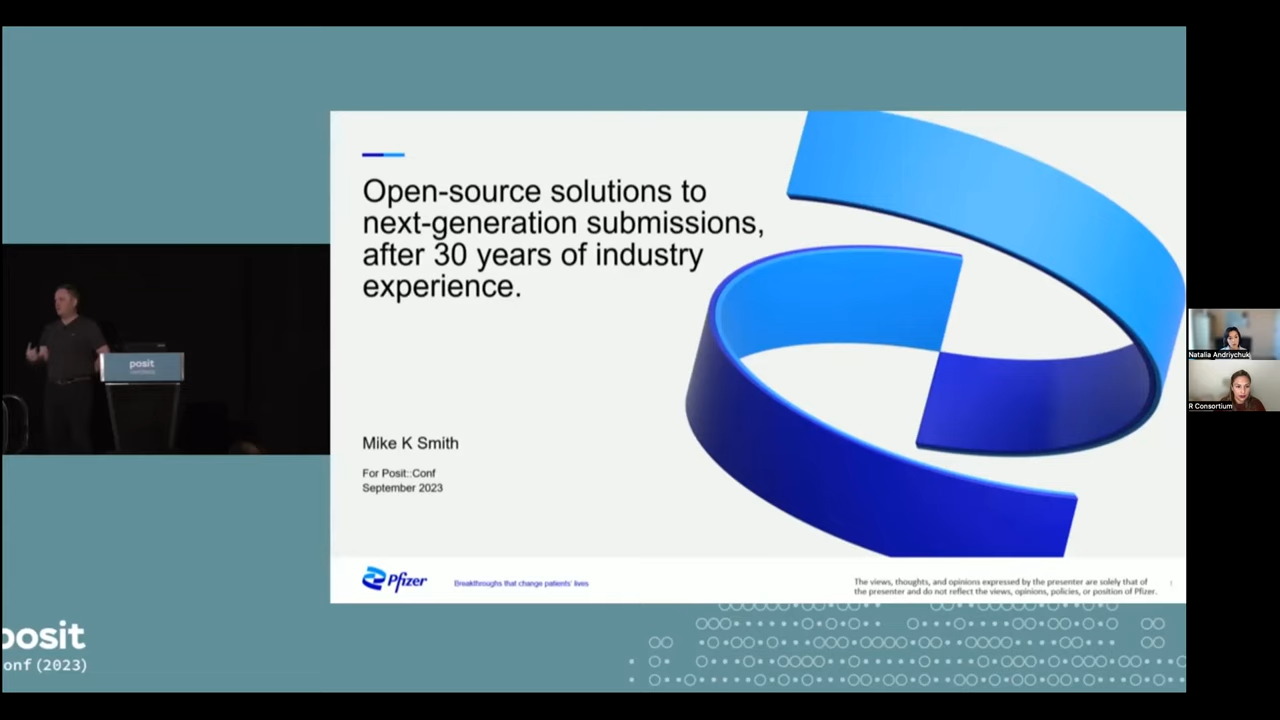 Open-source solutions to
next-generation submissions,
after 30 years of industry
experience.
Mike K Smith
For Posit::Conf
September 2023
Pfizer
Breakthroughs that change patients' lives
The views, thoughts, and opinions expressed by the presenter are solely that of
the presenter and do not reflect the views, opinions, policies, or position of Pfizer.
posit
posit
onf (2023)
Natalia Andriychuk
R Consortium